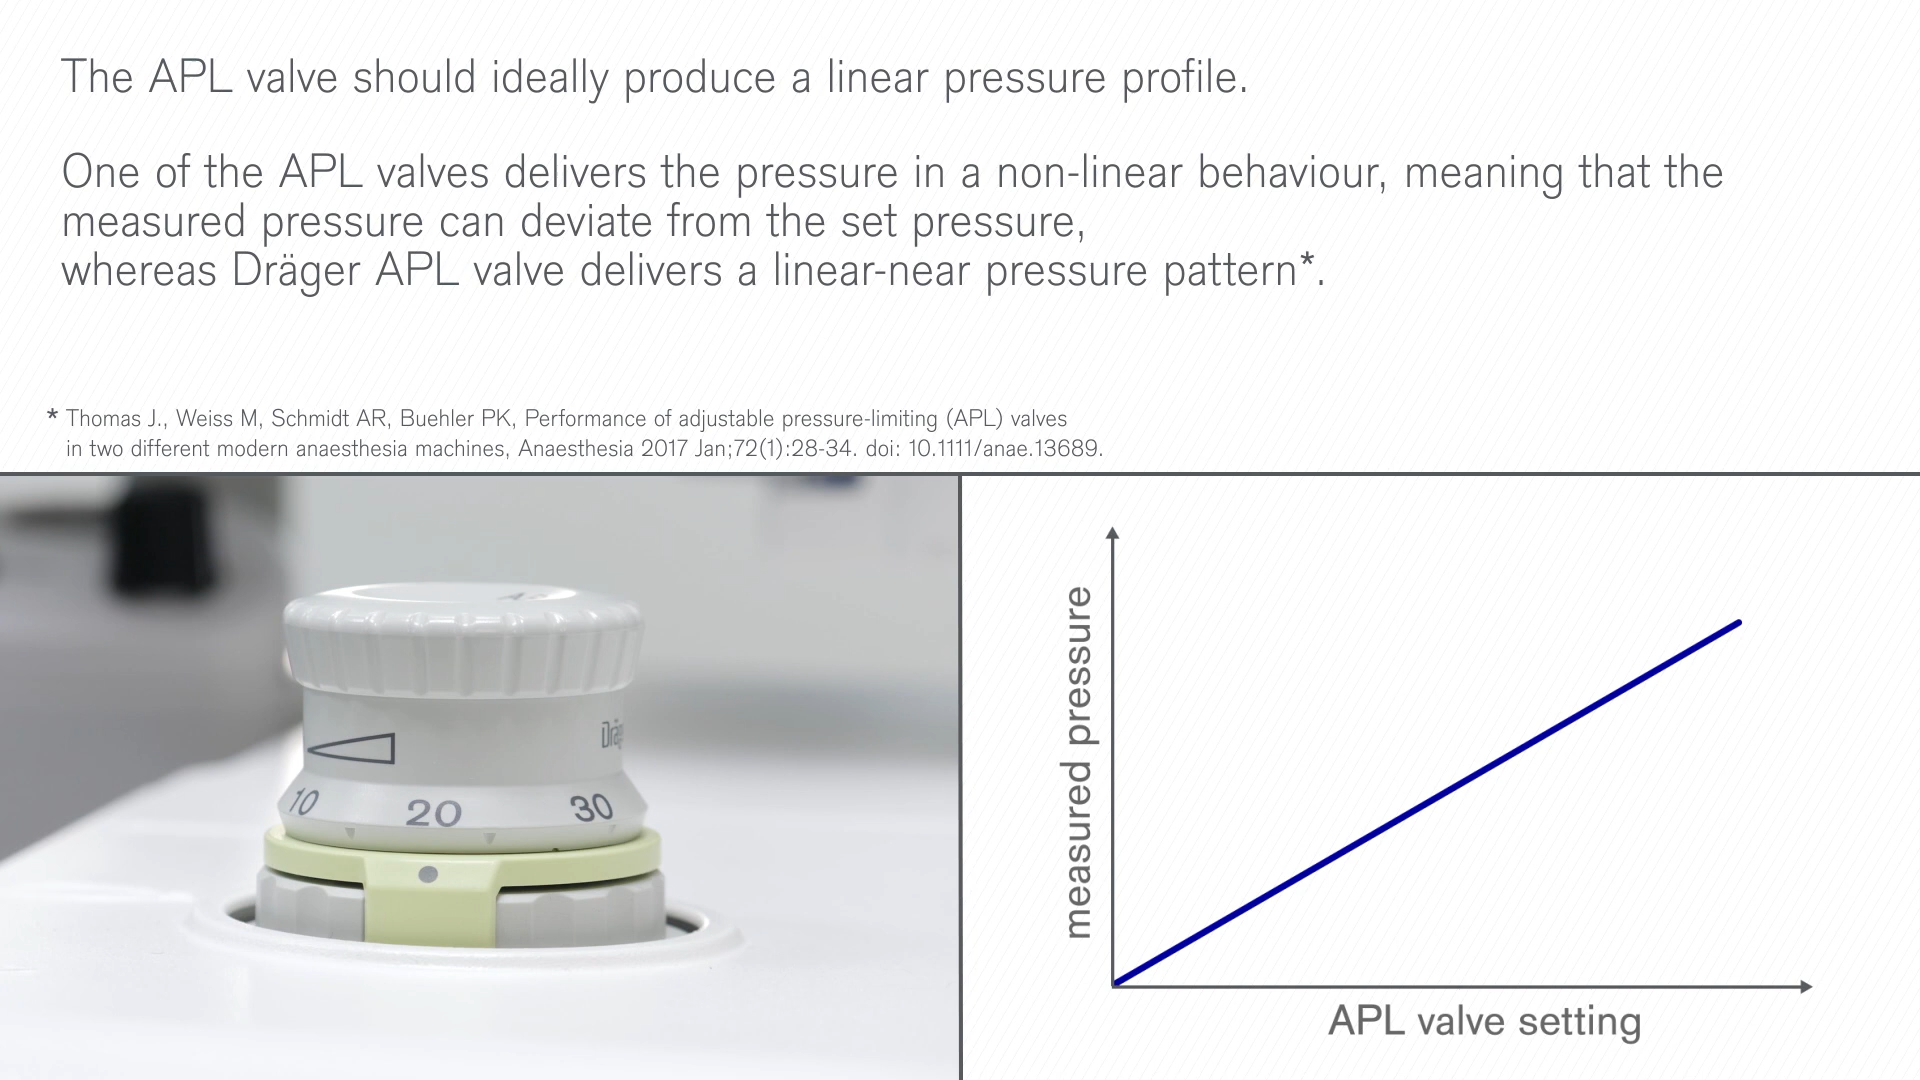 The APL valve should ideally produce a linear pressure profile.
One of the APL valves delivers the pressure in a non-linear behaviour, meaning that the
measured pressure can deviate from the set pressure,
whereas Dräger APL valve delivers a linear-near pressure pattern*.
* Thomas J., Weiss M, Schmidt AR, Buehler PK, Performance of adjustable pressure-limiting (APL) valves
in two different modern anaesthesia machines, Anaesthesia 2017 Jan;72(1):28-34. doi: 10.1111/anae.13689.
10 20 30
measured pressure
APL valve setting